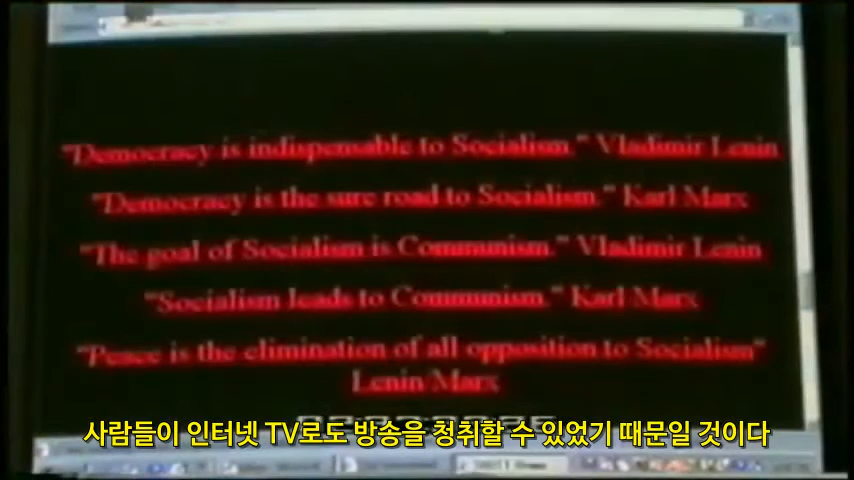 "Democracy is indispensable to Socialism." Vladimir Lenin
"Democracy is the sure road to Socialism." Karl Marx
"The goal of Socialism is Communism." Vladimir Lenin
"Socialism leads to Communism." Karl Marx
"Peace is the elimination of all opposition to Socialism"
Lenin/Marx
사람들이 인터넷 TV로도 방송을 청취할 수 있었기 때문일 것이다